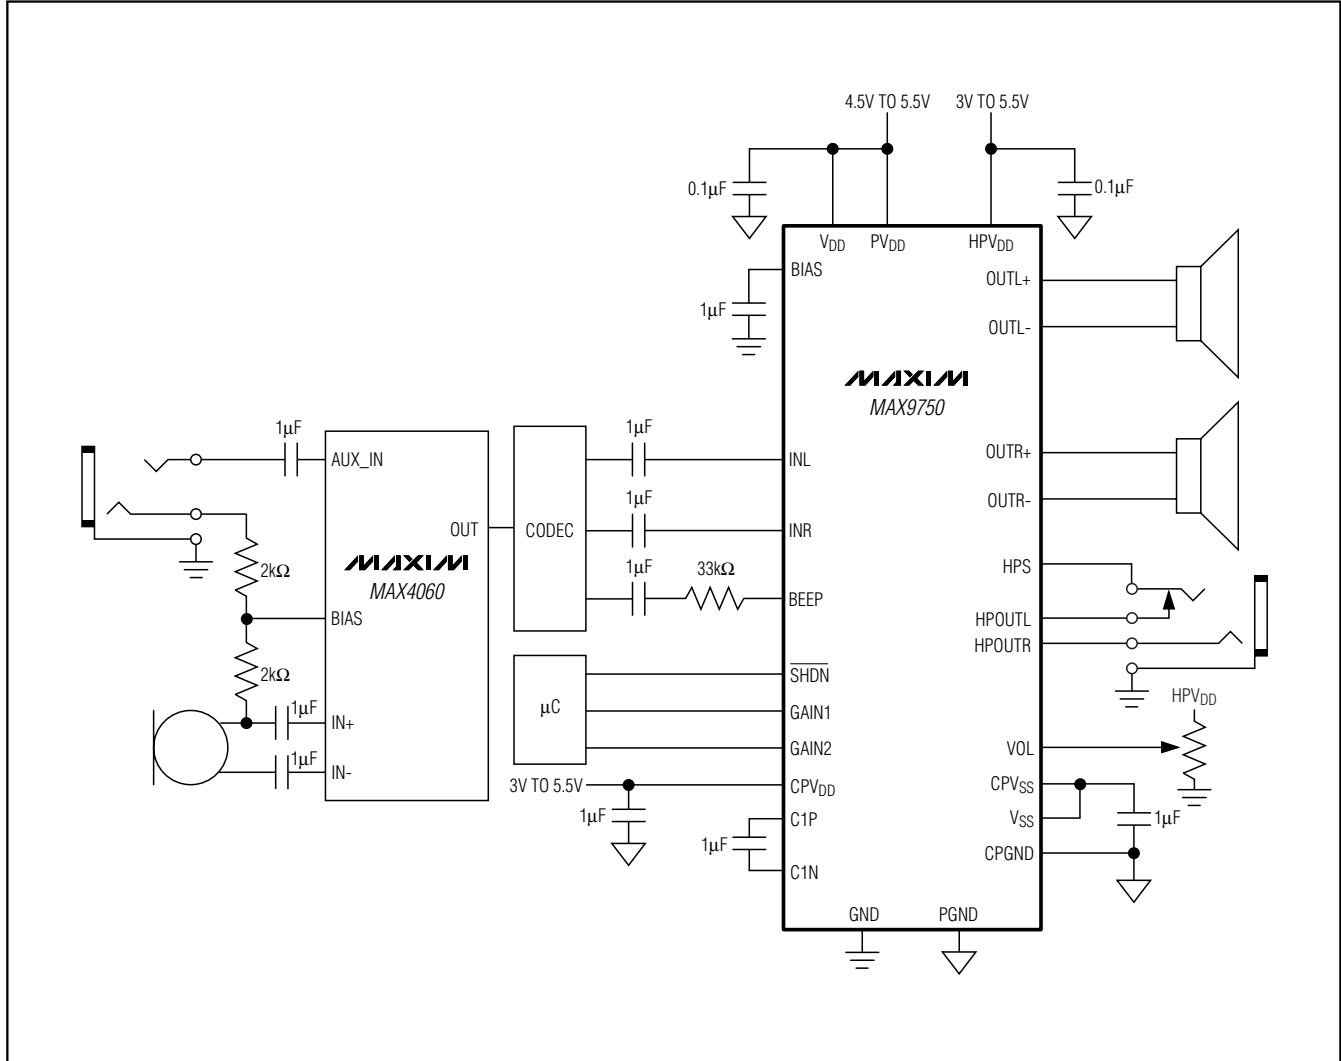 4.5V TO 5.5V 3V TO 5.5V
0.1μF 0.1μF
VDD PVDD HPVDD
BIAS
OUTL+
1μF
OUTL-
MAXIM
MAX9750
1μF 1μF
AUX_IN INL OUTR+
1μF OUTR-
OUT CODEC INR
MAXIM
MAX4060
2kΩ 1μF 33kΩ HPS
BEEP
BIAS HPOUTL
HPOUTR
2kΩ SHDN
HPVDD
1μF μC GAIN1
IN+
GAIN2 VOL
1μF
IN-
3V TO 5.5V CPVDD CPVSS
1μF C1P VSS 1μF
1μF
C1N CPGND
GND PGND